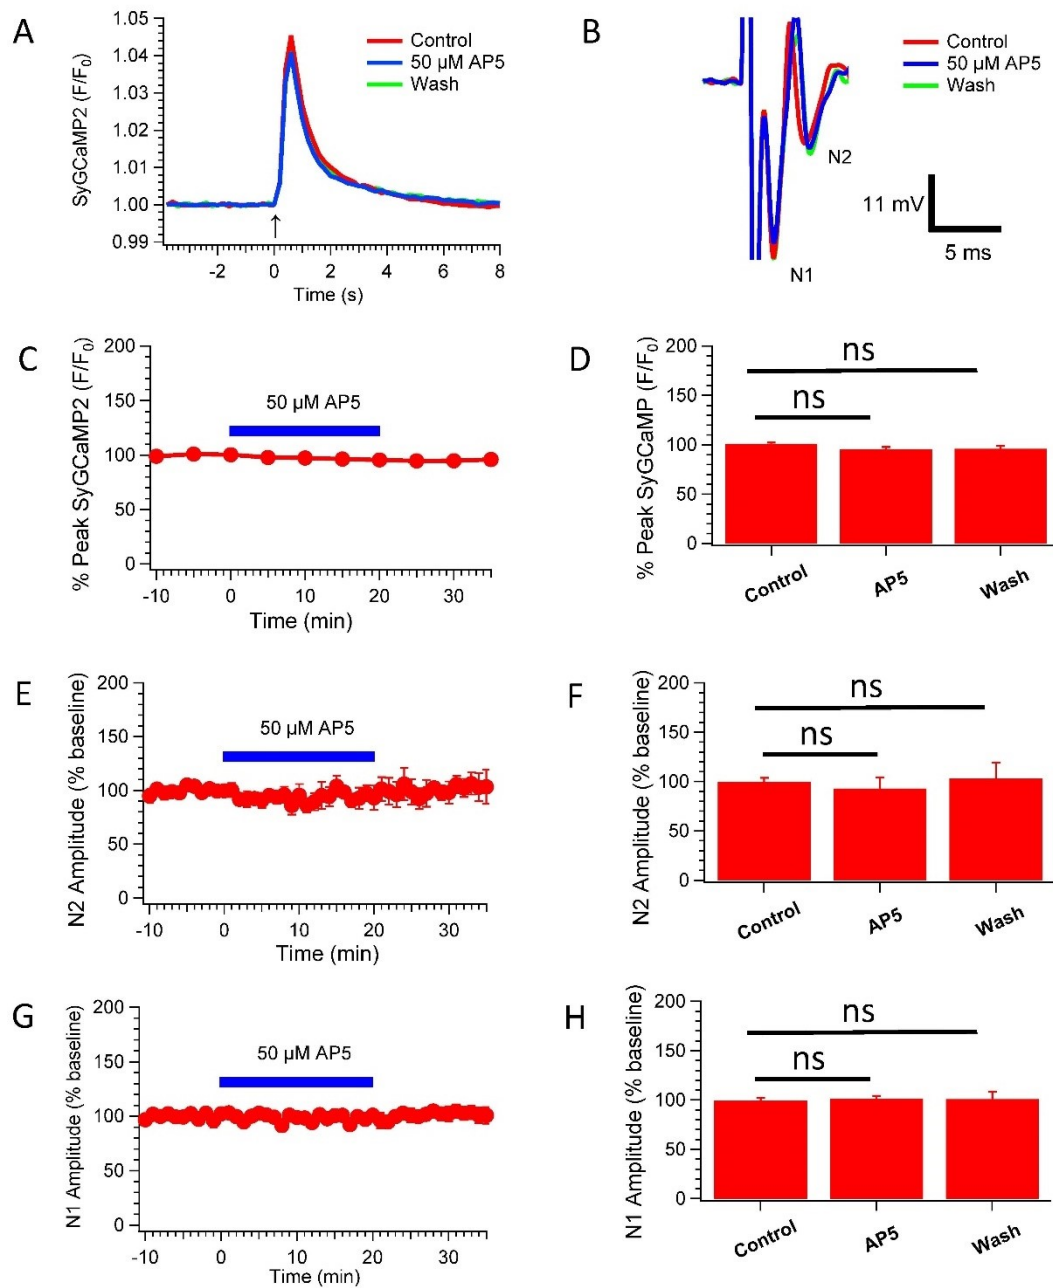 A
SyGCaMP2 (F/F0)
1.05
1.04
1.03
1.02
1.01
1.00
0.99
Control
50 µM AP5
Wash
-2 0 2 4 6 8
Time (s)
B
Control
50 µM AP5
Wash
N2
N1
11 mV
5 ms
C
% Peak SyGCaMP2 (F/F0)
200
150
100
50
0
50 µM AP5
-10 0 10 20 30
Time (min)
D
% Peak SyGCaMP (F/F0)
200
150
100
50
0
ns
ns
Control AP5 Wash
E
N2 Amplitude (% baseline)
200
150
100
50
0
50 µM AP5
-10 0 10 20 30
Time (min)
F
N2 Amplitude (% baseline)
200
150
100
50
0
ns
ns
Control AP5 Wash
G
N1 Amplitude (% baseline)
200
150
100
50
0
50 µM AP5
-10 0 10 20 30
Time (min)
H
N1 Amplitude (% baseline)
200
150
100
50
0
ns
ns
Control AP5 Wash